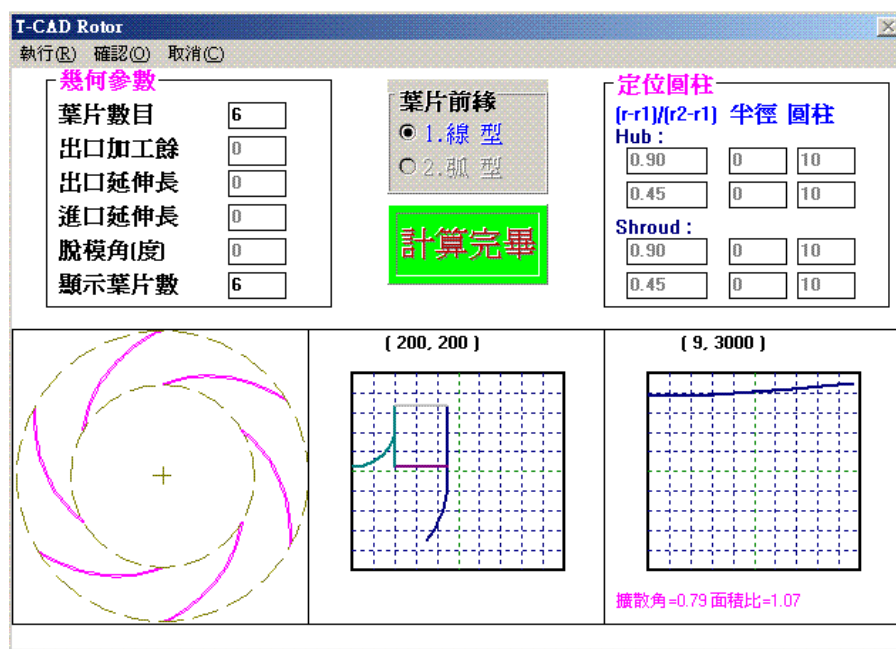 T-CAD Rotor
執行(R) 確認(O) 取消(C)
幾何參數
葉片數目 6
出口加工餘 0
出口延伸長 0
進口延伸長 0
脫模角(度) 0
顯示葉片數 6
葉片前緣
1.線 型
2.弧 型
計算完畢
定位圓柱
(r-r1)/(r2-r1) 半徑 圓柱
Hub :
0.90 0 10
0.45 0 10
Shroud :
0.90 0 10
0.45 0 10
( 200, 200 )
( 9, 3000 )
擴散角=0.79 面積比=1.07